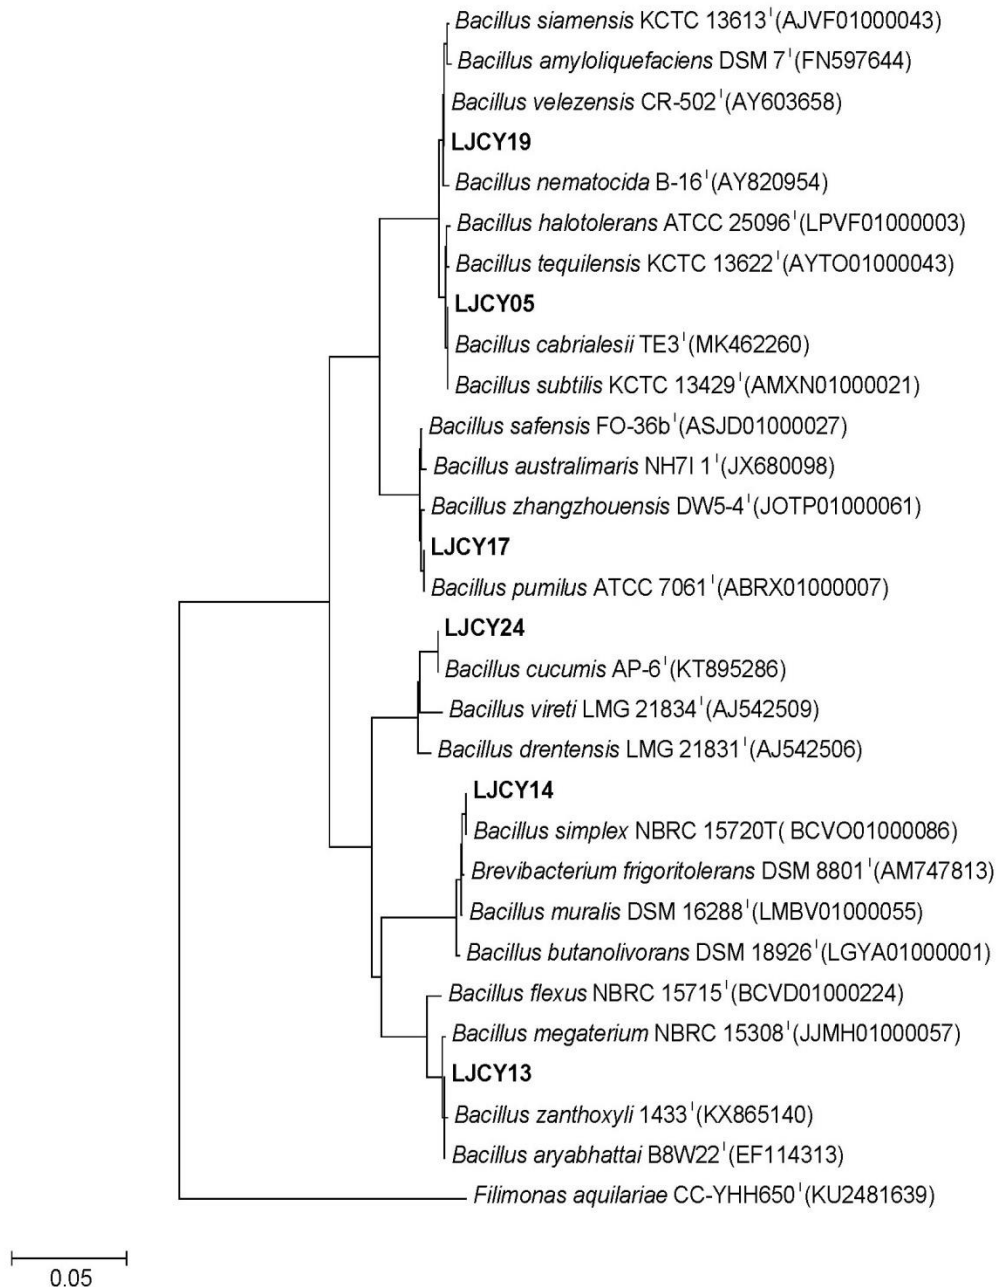 Bacillus siamensis KCTC 13613ᵀ(AJVF01000043)
Bacillus amyloliquefaciens DSM 7ᵀ(FN597644)
Bacillus velezensis CR-502ᵀ(AY603658)
LJCY19
Bacillus nematocida B-16ᵀ(AY820954)
Bacillus halotolerans ATCC 25096ᵀ(LPVF01000003)
Bacillus tequilensis KCTC 13622ᵀ(AYTO01000043)
LJCY05
Bacillus cabrialesii TE3ᵀ(MK462260)
Bacillus subtilis KCTC 13429ᵀ(AMXN01000021)
Bacillus safensis FO-36bᵀ(ASJD01000027)
Bacillus australimaris NH7I 1ᵀ(JX680098)
Bacillus zhangzhouensis DW5-4ᵀ(JOTP01000061)
LJCY17
Bacillus pumilus ATCC 7061ᵀ(ABRX01000007)
LJCY24
Bacillus cucumis AP-6ᵀ(KT895286)
Bacillus vireti LMG 21834ᵀ(AJ542509)
Bacillus drentensis LMG 21831ᵀ(AJ542506)
LJCY14
Bacillus simplex NBRC 15720T( BCVO01000086)
Brevibacterium frigoritolerans DSM 8801ᵀ(AM747813)
Bacillus muralis DSM 16288ᵀ(LMBV01000055)
Bacillus butanolivorans DSM 18926ᵀ(LGYA01000001)
Bacillus flexus NBRC 15715ᵀ(BCVD01000224)
Bacillus megaterium NBRC 15308ᵀ(JJMH01000057)
LJCY13
Bacillus zanthoxyli 1433ᵀ(KX865140)
Bacillus aryabhattai B8W22ᵀ(EF114313)
Filimonas aquilariae CC-YHH650ᵀ(KU2481639)
0.05